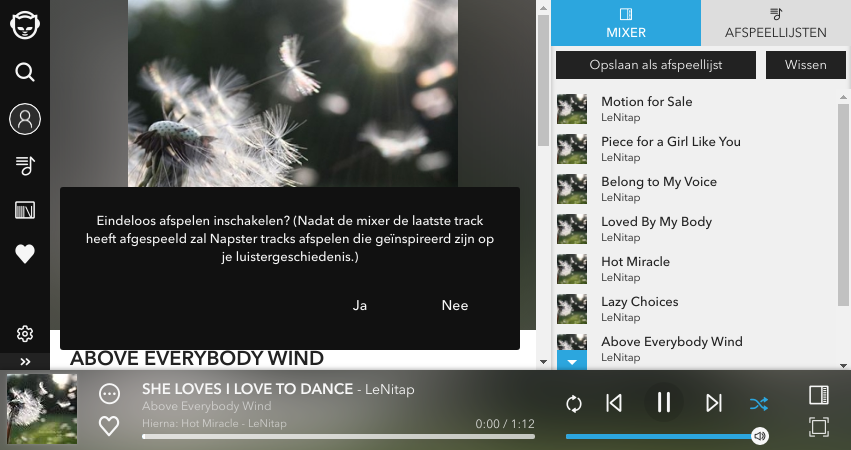 MIXER
AFSPEELLIJSTEN
Opslaan als afspeellijst
Wissen
Motion for Sale
LeNitap
Piece for a Girl Like You
LeNitap
Belong to My Voice
LeNitap
Loved By My Body
LeNitap
Hot Miracle
LeNitap
Lazy Choices
LeNitap
Above Everybody Wind
LeNitap
Eindeloos afspelen inschakelen? (Nadat de mixer de laatste track
heeft afgespeeld zal Napster tracks afspelen die geïnspireerd zijn op
je luistergeschiedenis.)
Ja
Nee
ABOVE EVERYBODY WIND
SHE LOVES I LOVE TO DANCE - LeNitap
Above Everybody Wind
Hierna: Hot Miracle - LeNitap
0:00 / 1:12